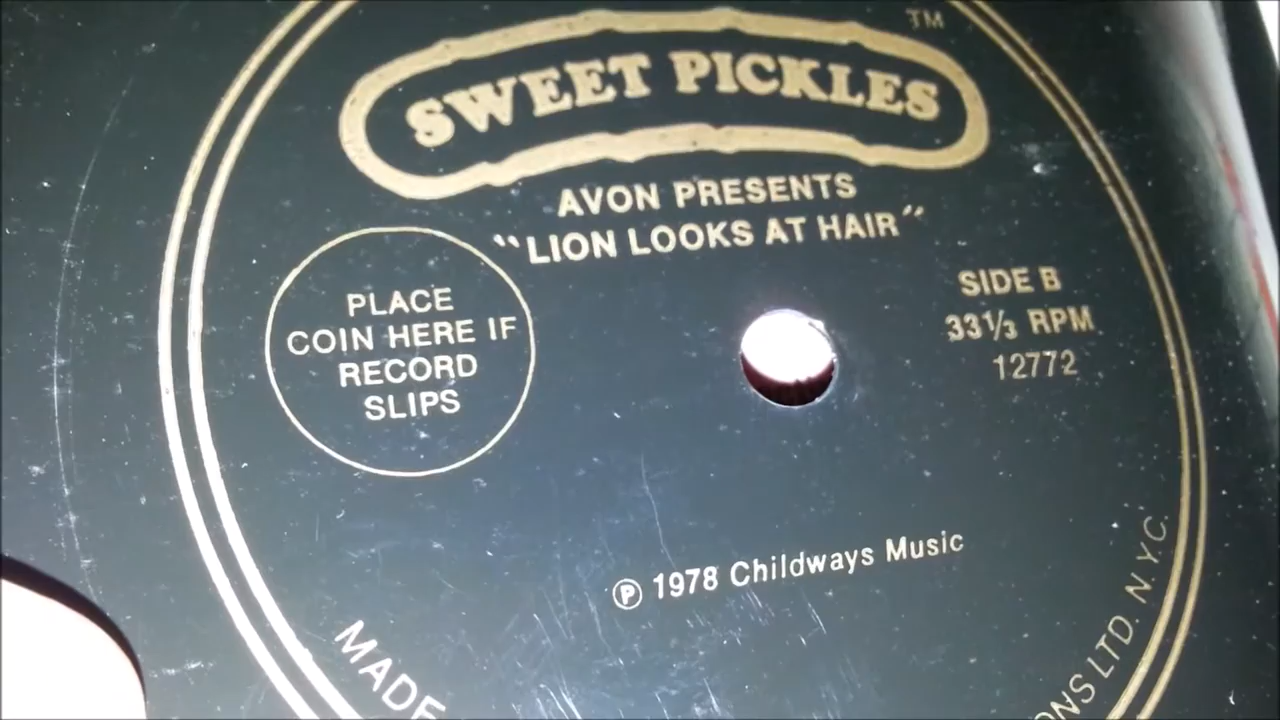 TM
SWEET PICKLES
AVON PRESENTS
"LION LOOKS AT HAIR"
PLACE
COIN HERE IF
RECORD
SLIPS
SIDE B
33⅓ RPM
12772
Ⓟ 1978 Childways Music
MADE
LTD. N.Y.C.